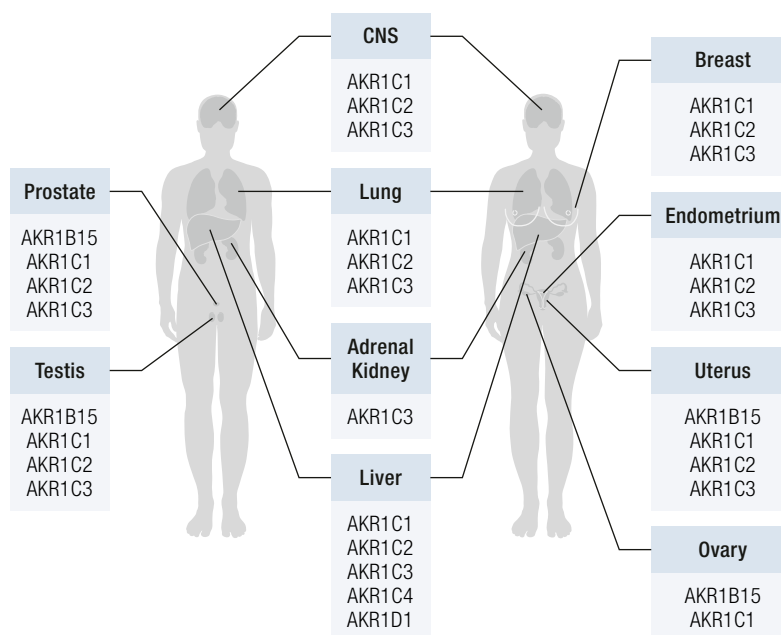 CNS
AKR1C1
AKR1C2
AKR1C3
Prostate
AKR1B15
AKR1C1
AKR1C2
AKR1C3
Testis
AKR1B15
AKR1C1
AKR1C2
AKR1C3
Lung
AKR1C1
AKR1C2
AKR1C3
Adrenal
Kidney
AKR1C3
Liver
AKR1C1
AKR1C2
AKR1C3
AKR1C4
AKR1D1
Breast
AKR1C1
AKR1C2
AKR1C3
Endometrium
AKR1C1
AKR1C2
AKR1C3
Uterus
AKR1B15
AKR1C1
AKR1C2
AKR1C3
Ovary
AKR1B15
AKR1C1